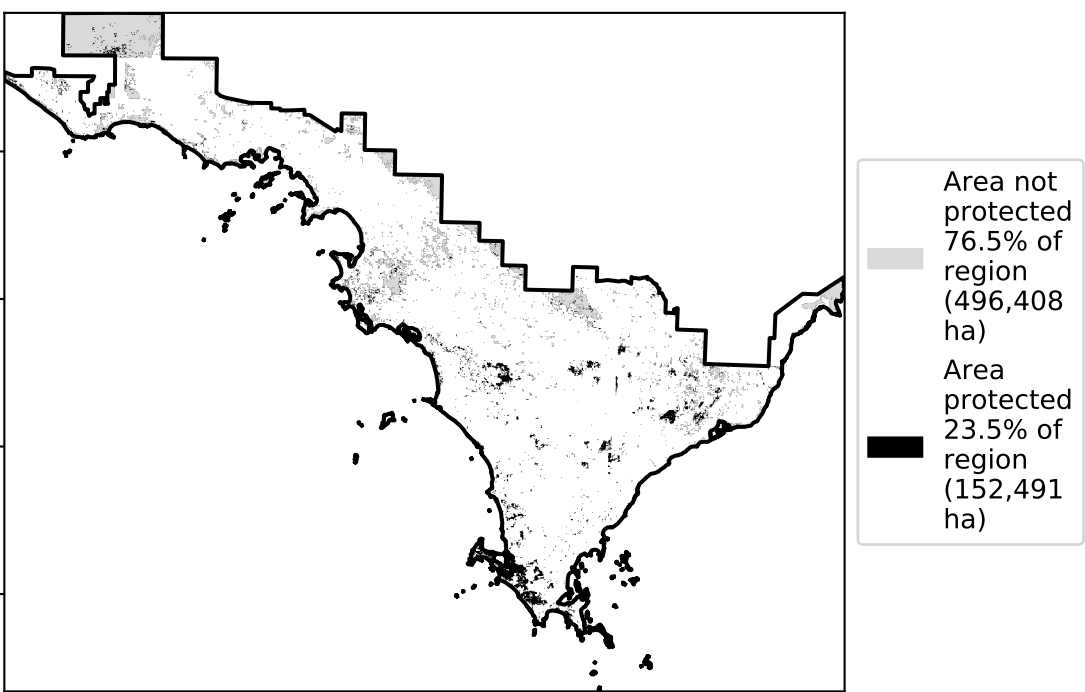 Area not
protected
76.5% of
region
(496,408
ha)
Area
protected
23.5% of
region
(152,491
ha)